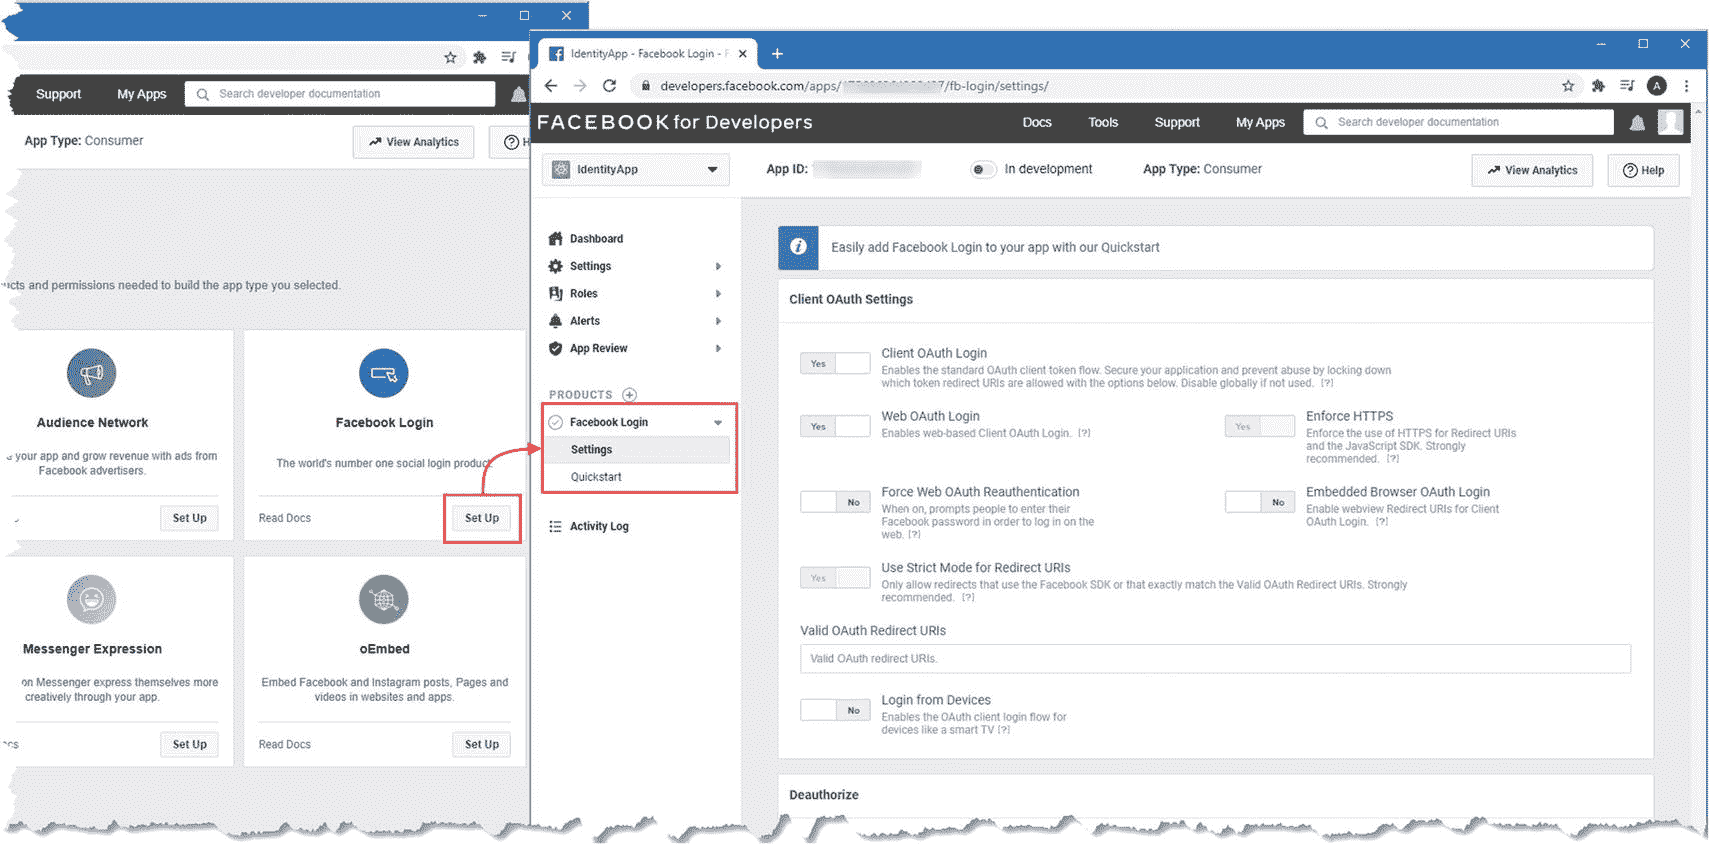 Support
My Apps
Search developer documentation
App Type: Consumer
View Analytics
and permissions needed to build the app type you selected.
Audience Network
your app and grow revenue with ads from
Facebook advertisers.
Set Up
Facebook Login
The world's number one social login product.
Read Docs
Set Up
Messenger Expression
on Messenger express themselves more
creatively through your app.
Set Up
oEmbed
Embed Facebook and Instagram posts, Pages and
videos in websites and apps.
Read Docs
Set Up
IdentityApp - Facebook Login - F
developers.facebook.com/apps/
/fb-login/settings/
A
FACEBOOK for Developers
Docs
Tools
Support
My Apps
Search developer documentation
IdentityApp
App ID:
In development
App Type: Consumer
View Analytics
Help
Dashboard
Settings
Roles
Alerts
App Review
PRODUCTS
Facebook Login
Settings
Quickstart
Activity Log
Easily add Facebook Login to your app with our Quickstart
Client OAuth Settings
Yes
Client OAuth Login
Enables the standard OAuth client token flow. Secure your application and prevent abuse by locking down
which token redirect URIs are allowed with the options below. Disable globally if not used. [?]
Yes
Web OAuth Login
Enables web-based Client OAuth Login. [?]
Yes
Enforce HTTPS
Enforce the use of HTTPS for Redirect URIs
and the JavaScript SDK. Strongly
recommended. [?]
No
Force Web OAuth Reauthentication
When on, prompts people to enter their
Facebook password in order to log in on the
web. [?]
No
Embedded Browser OAuth Login
Enable webview Redirect URIs for Client
OAuth Login. [?]
Yes
Use Strict Mode for Redirect URIs
Only allow redirects that use the Facebook SDK or that exactly match the Valid OAuth Redirect URIs. Strongly
recommended. [?]
Valid OAuth Redirect URIs
Valid OAuth redirect URIs.
No
Login from Devices
Enables the OAuth client login flow for
devices like a smart TV [?]
Deauthorize